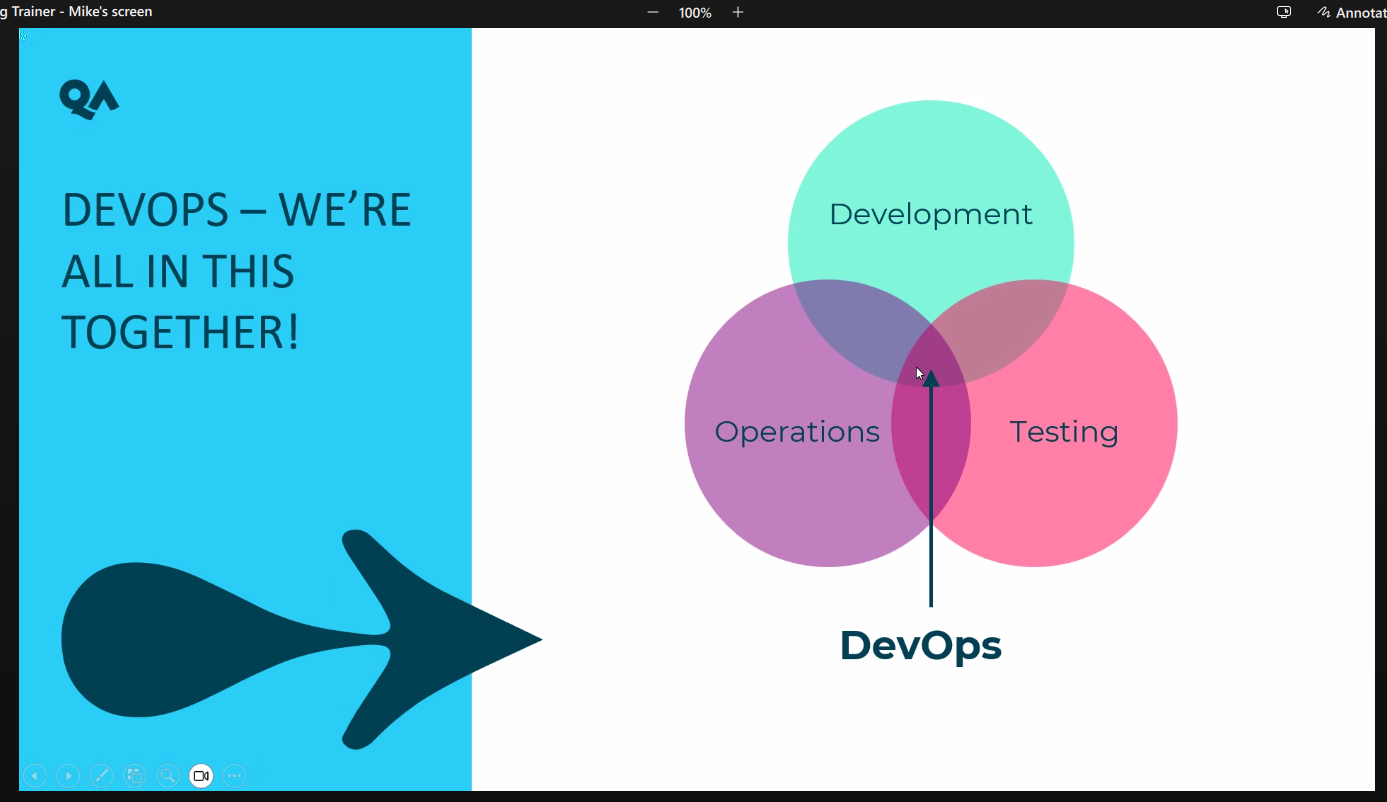 g Trainer - Mike's screen
100%
Annotat
QA
DEVOPS – WE’RE
ALL IN THIS
TOGETHER!
Development
Operations
Testing
DevOps